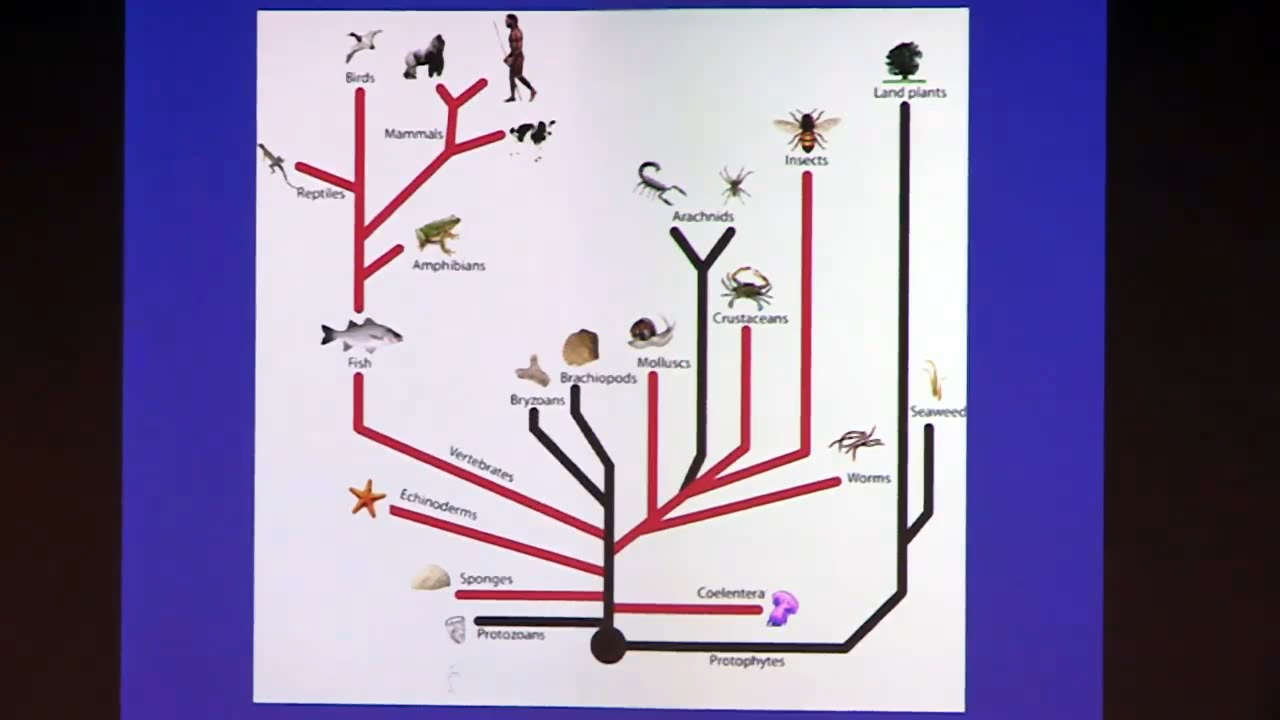 Birds
Land plants
Mammals
Insects
Reptiles
Arachnids
Amphibians
Crustaceans
Fish
Molluscs
Brachiopods
Bryzoans
Seaweed
Vertebrates
Worms
Echinoderms
Sponges
Coelentera
Protozoans
Protophytes